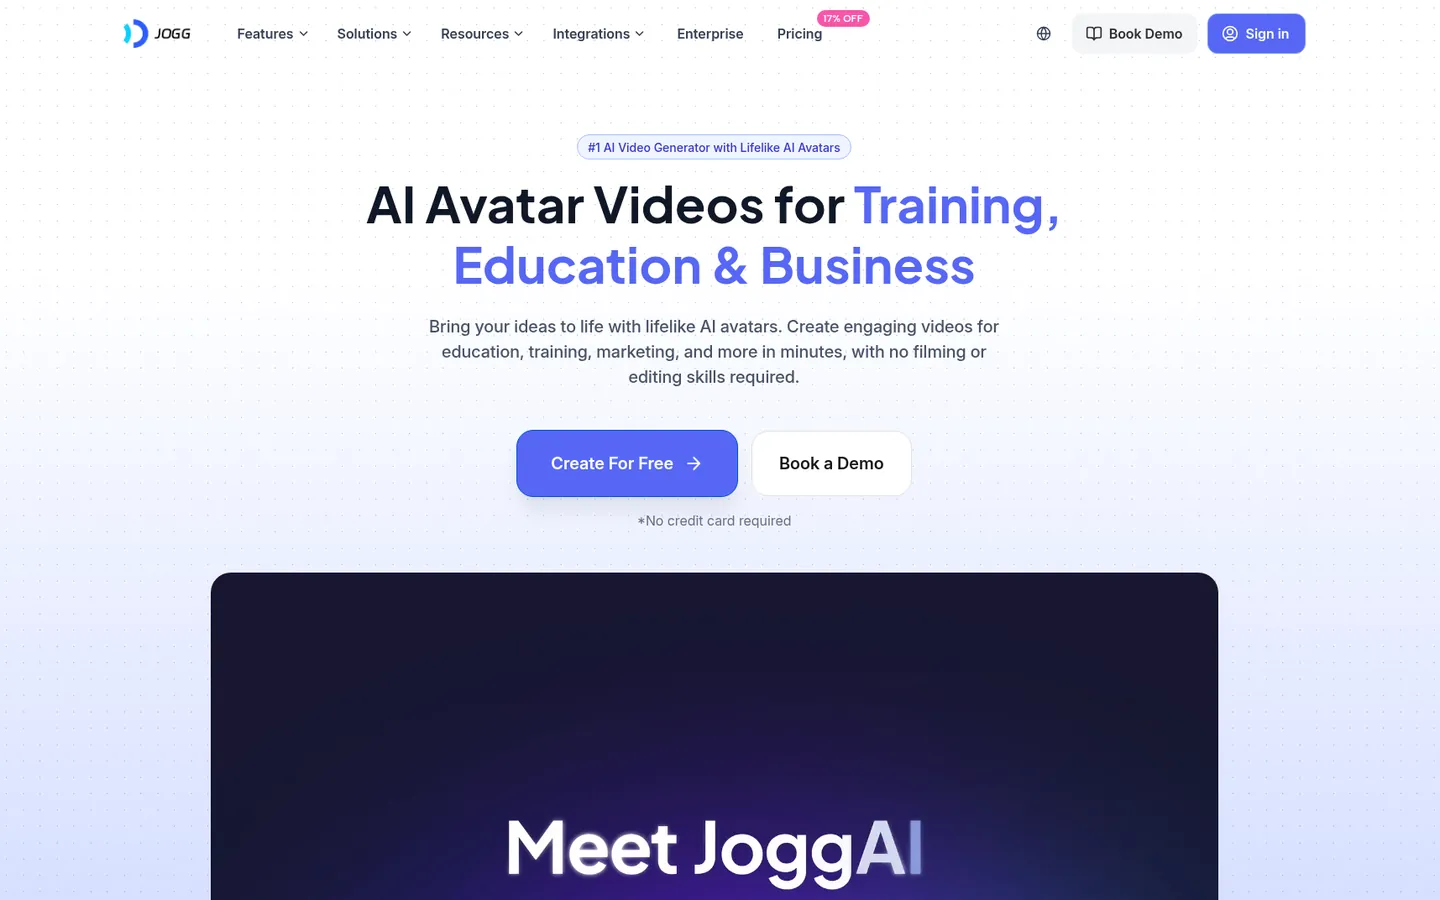 JOGG
Features
Solutions
Resources
Integrations
Enterprise
Pricing
17% OFF
Book Demo
Sign in
#1 AI Video Generator with Lifelike AI Avatars
AI Avatar Videos for Training,
Education & Business
Bring your ideas to life with lifelike AI avatars. Create engaging videos for
education, training, marketing, and more in minutes, with no filming or
editing skills required.
Create For Free
Book a Demo
*No credit card required
Meet JoggAI